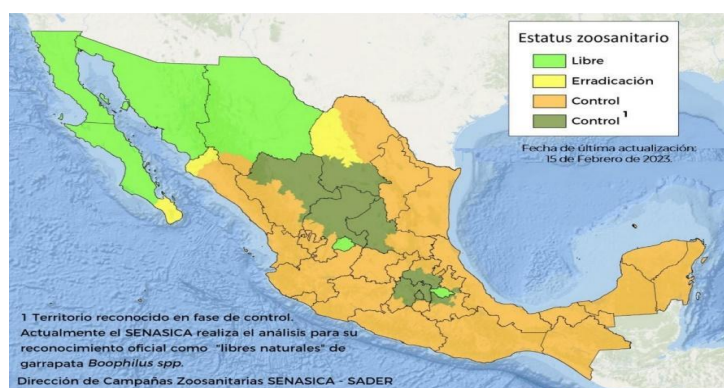 Estatus zoosanitario
Libre
Erradicación
Control
Control 1
Fecha de última actualización:
15 de Febrero de 2023.
1 Territorio reconocido en fase de control.
Actualmente el SENASICA realiza el análisis para su
reconocimiento oficial como "libres naturales" de
garrapata Boophilus spp.
Dirección de Campañas Zoosanitarias SENASICA - SADER